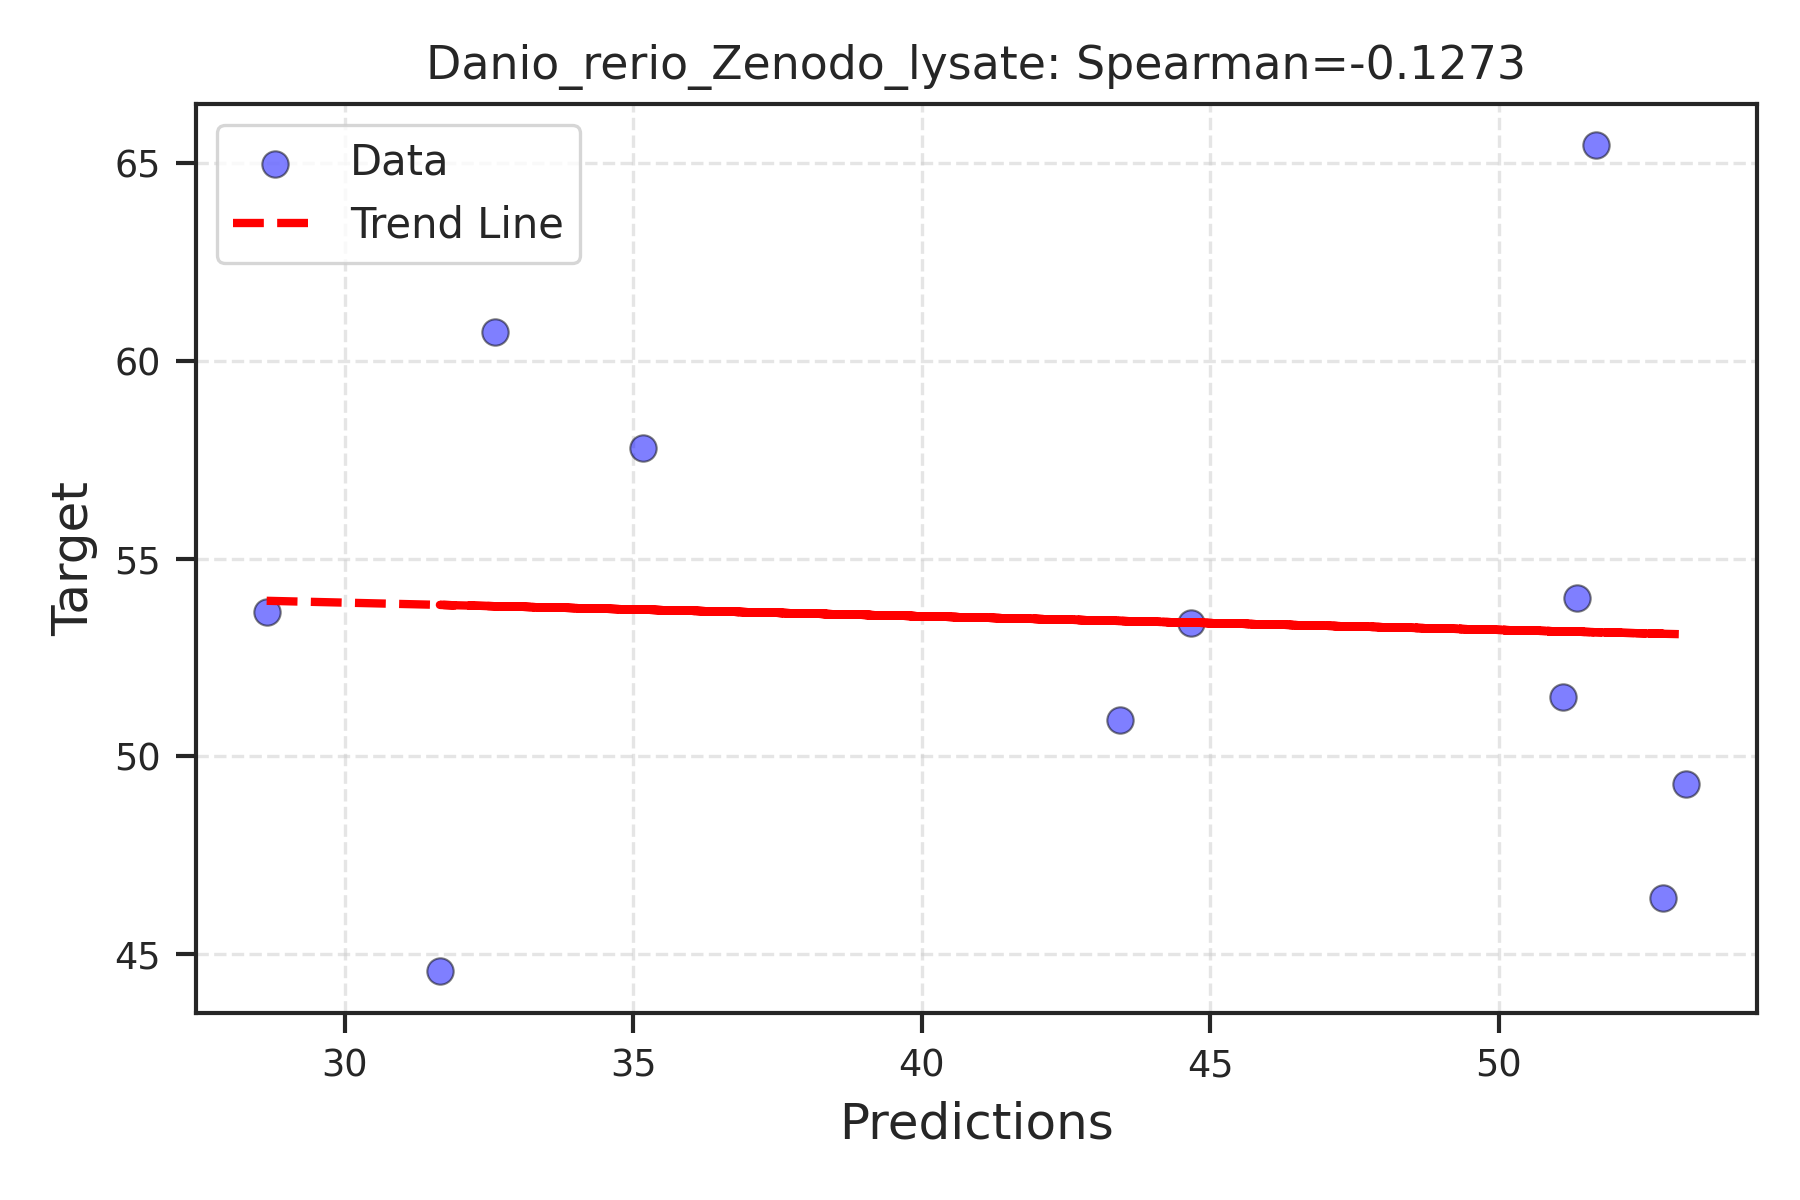 Danio_rerio_Zenodo_lysate: Spearman=-0.1273
Data
Trend Line
65
60
55
50
45
Target
30 35 40 45 50
Predictions